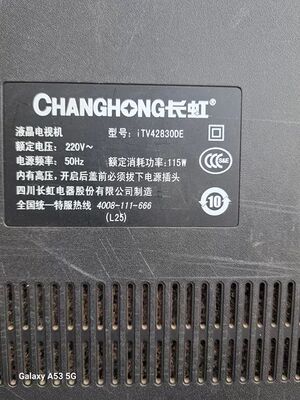 CHANGHONG长虹
液晶电视机 型号: iTV42830DE
额定电压: 220V~
电源频率: 50Hz 额定消耗功率:115W
内有高压，开启后盖前必须拔下电源插头
四川长虹电器股份有限公司制造
全国统一特服热线 4008-111-666
(L25)
CCC S&E
10
Galaxy A53 5G